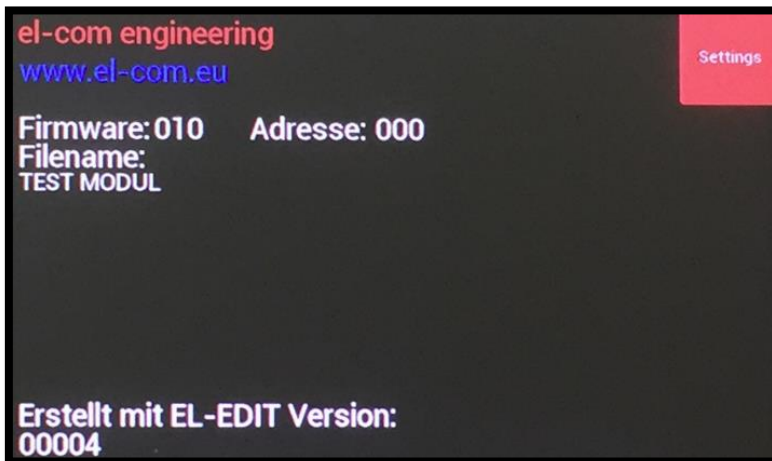 el-com engineering
www.el-com.eu
Settings
Firmware: 010 Adresse: 000
Filename:
TEST MODUL
Erstellt mit EL-EDIT Version:
00004